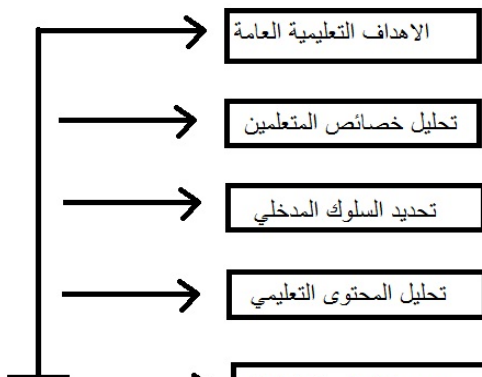 الاهداف التعليمية العامة
تحليل خصائص المتعلمين
تحديد السلوك المدخلي
تحليل المحتوى التعليمي